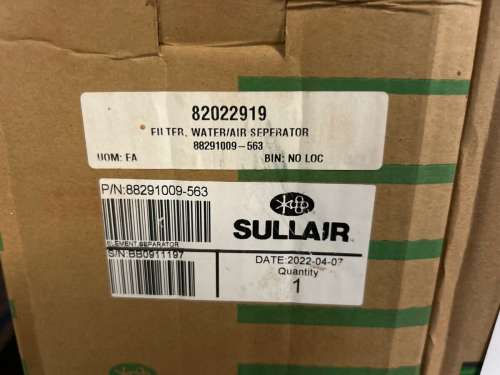 82022919
FILTER, WATER/AIR SEPERATOR
88291009-563
UOM: EA BIN: NO LOC
P/N:88291009-563
SULLAIR
ELEMENT SEPARATOR
S/N:BB0911197
DATE:2022-04-07
Quantity
1